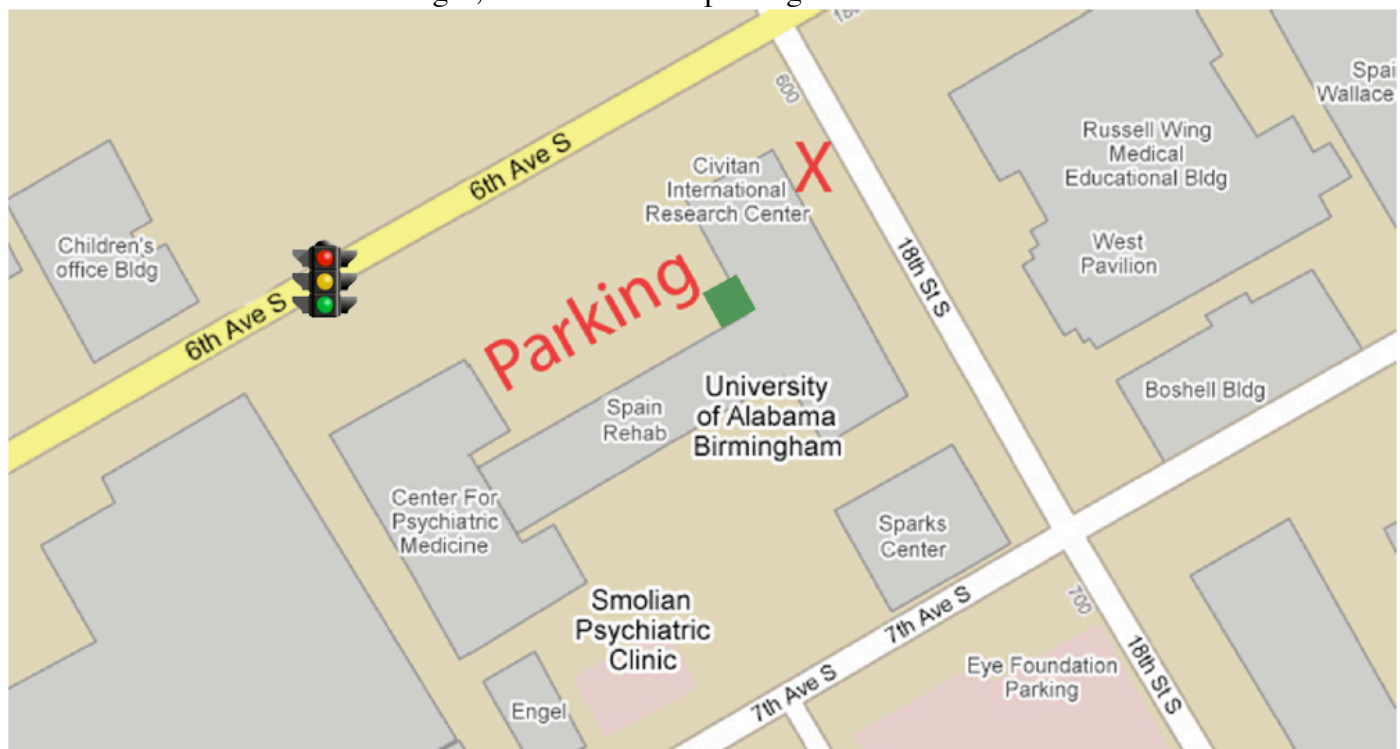 600
6th Ave S
Civitan
International
Research Center
X
Russell Wing
Medical
Educational Bldg
West
Pavilion
Children's
office Bldg
18th St S
6th Ave S
Parking
University
of Alabama
Birmingham
Spain
Rehab
Boshell Bldg
Center For
Psychiatric
Medicine
Sparks
Center
7th Ave S
700
Smolian
Psychiatric
Clinic
Eye Foundation
Parking
18th St S
7th Ave S
Engel
Wallace